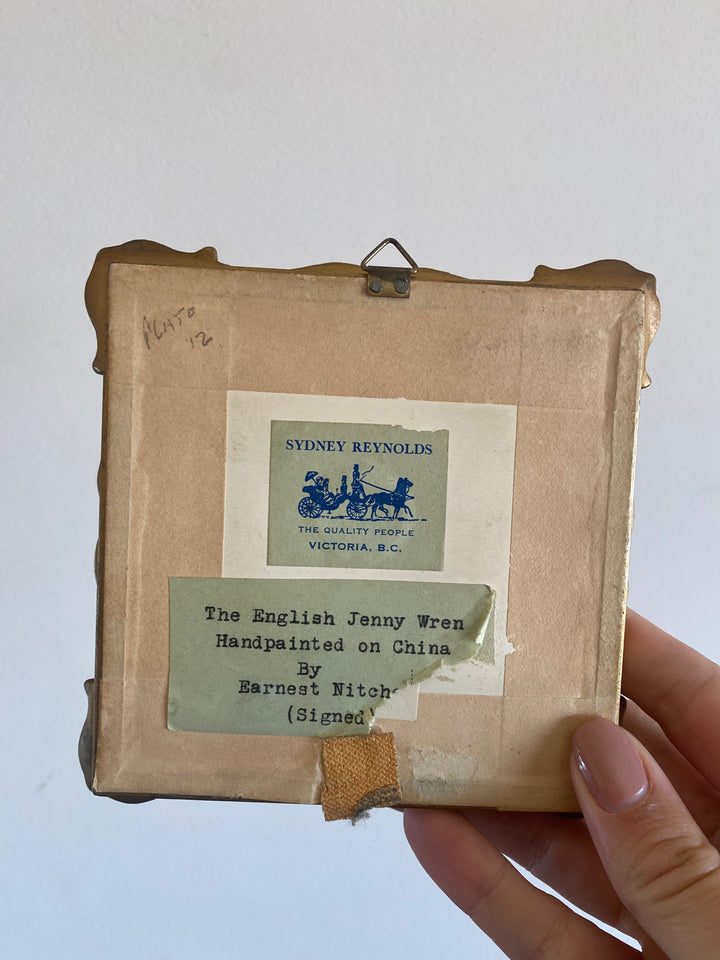 12
SYDNEY REYNOLDS
THE QUALITY PEOPLE
VICTORIA, B.C.
The English Jenny Wren
Handpainted on China
By
Earnest Nitch
(Signed)